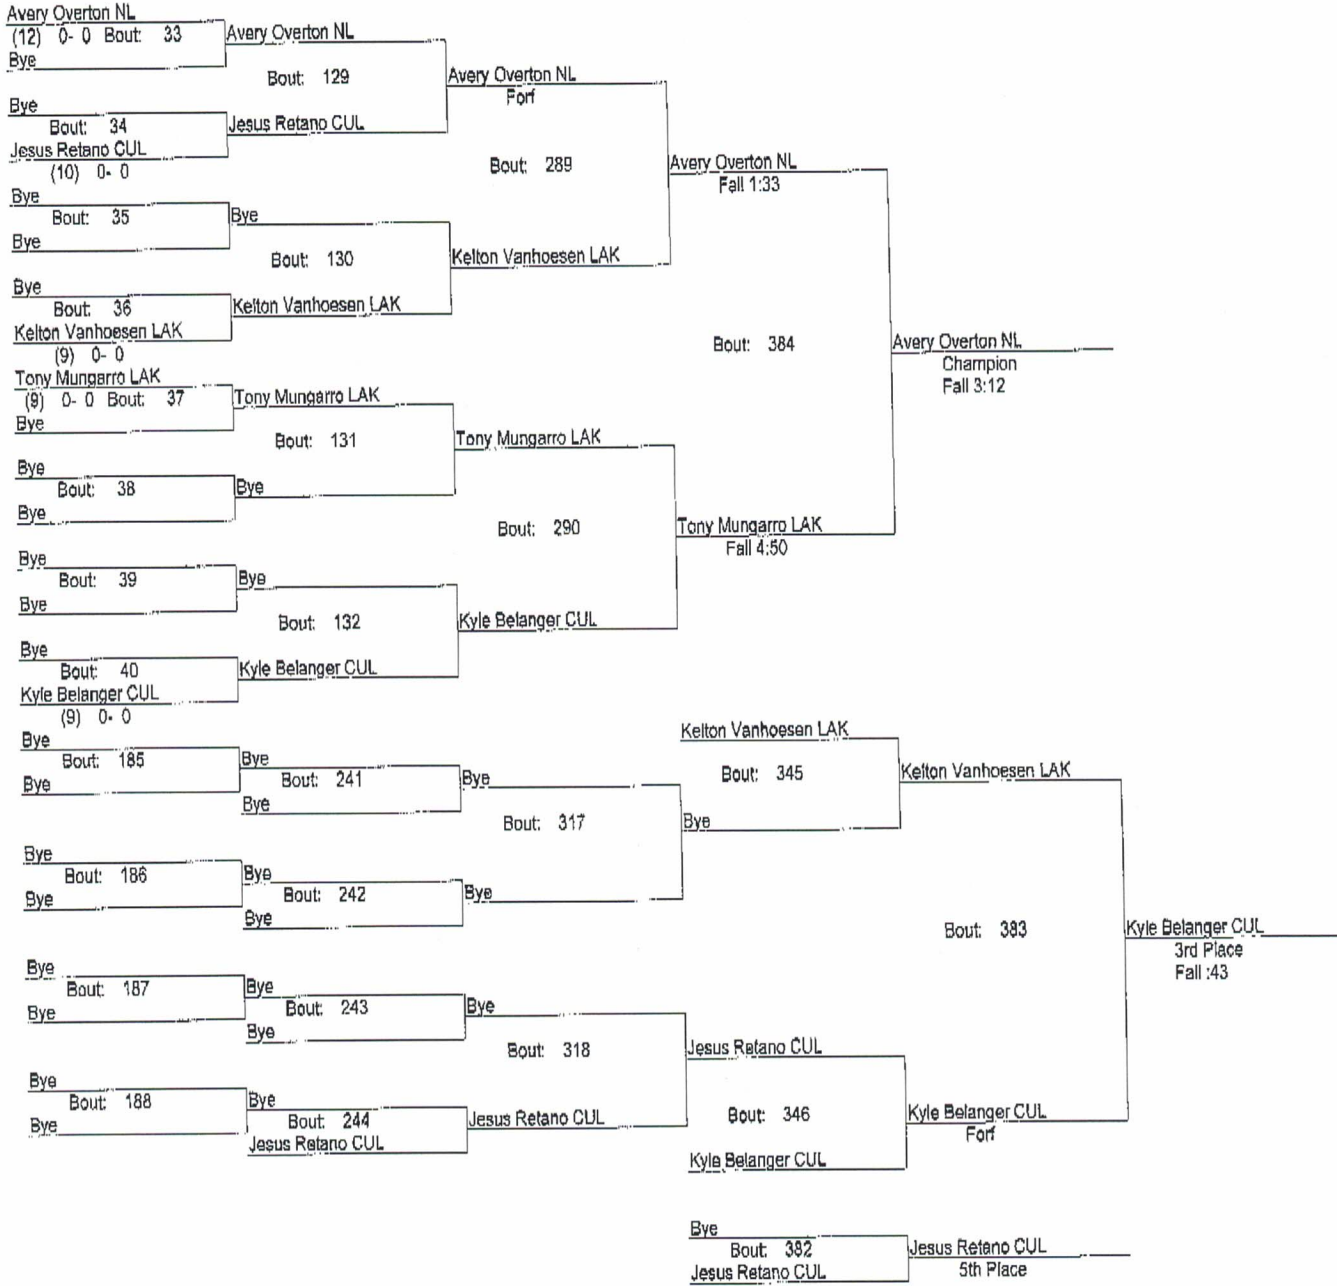 Avery Overton NL
(12) 0- 0 Bout: 33
Bye
Avery Overton NL
Bout: 129
Bye
Bout: 34
Jesus Retano CUL
(10) 0- 0
Jesus Retano CUL
Avery Overton NL
Forf
Bout: 289
Bye
Bout: 35
Bye
Bye
Bout: 130
Bye
Bout: 36
Kelton Vanhoesen LAK
(9) 0- 0
Kelton Vanhoesen LAK
Kelton Vanhoesen LAK
Avery Overton NL
Fall 1:33
Bout: 384
Tony Mungarro LAK
(9) 0- 0 Bout: 37
Bye
Tony Mungarro LAK
Bout: 131
Bye
Bout: 38
Bye
Bye
Tony Mungarro LAK
Bout: 290
Bye
Bout: 39
Bye
Bye
Bout: 132
Bye
Bout: 40
Kyle Belanger CUL
(9) 0- 0
Kyle Belanger CUL
Kyle Belanger CUL
Tony Mungarro LAK
Fall 4:50
Avery Overton NL
Champion
Fall 3:12
Bye
Bout: 185
Bye
Bye
Bout: 241
Bye
Bye
Bout: 317
Bye
Bout: 186
Bye
Bye
Bout: 242
Bye
Bye
Kelton Vanhoesen LAK
Bout: 345
Bye
Kelton Vanhoesen LAK
Bout: 383
Bye
Bout: 187
Bye
Bye
Bout: 243
Bye
Bye
Bout: 318
Bye
Bout: 188
Bye
Bye
Bout: 244
Jesus Retano CUL
Jesus Retano CUL
Jesus Retano CUL
Bout: 346
Kyle Belanger CUL
Kyle Belanger CUL
Forf
Kyle Belanger CUL
3rd Place
Fall :43
Bye
Bout: 382
Jesus Retano CUL
Jesus Retano CUL
5th Place